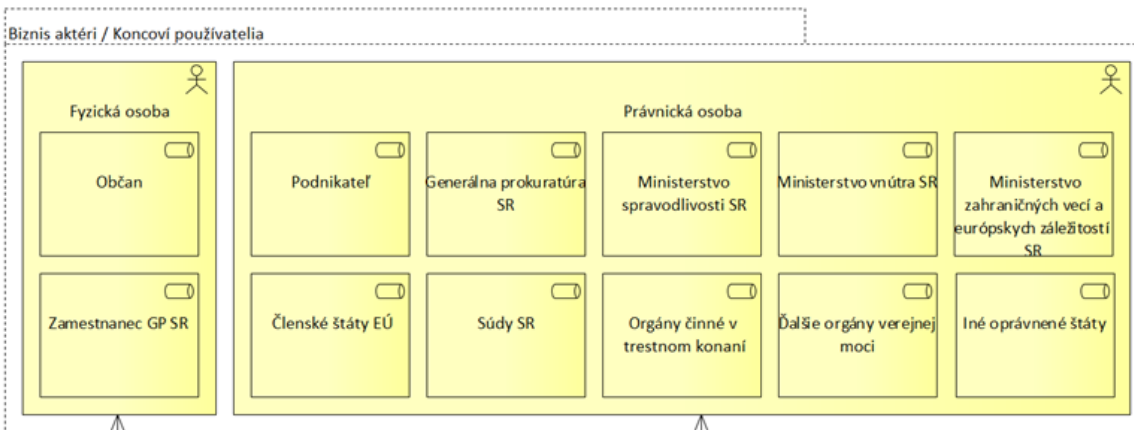 Biznis aktéri / Koncoví používatelia
Fyzická osoba
Občan
Zamestnanec GP SR
Právnická osoba
Podnikateľ
Generálna prokuratúra
SR
Ministerstvo
spravodlivosti SR
Ministerstvo vnútra SR
Ministerstvo
zahraničných vecí a
európskych záležitostí
SR
Členské štáty EÚ
Súdy SR
Orgány činné v
trestnom konaní
Ďalšie orgány verejnej
moci
Iné oprávnené štáty